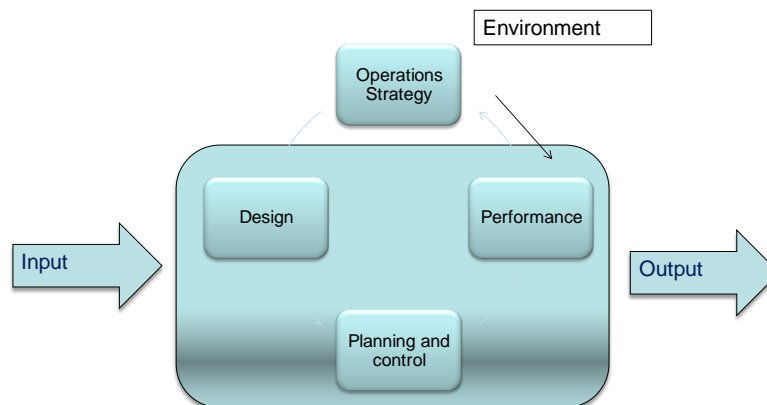 Environment
Operations
Strategy
Design
Performance
Input
Output
Planning and
control